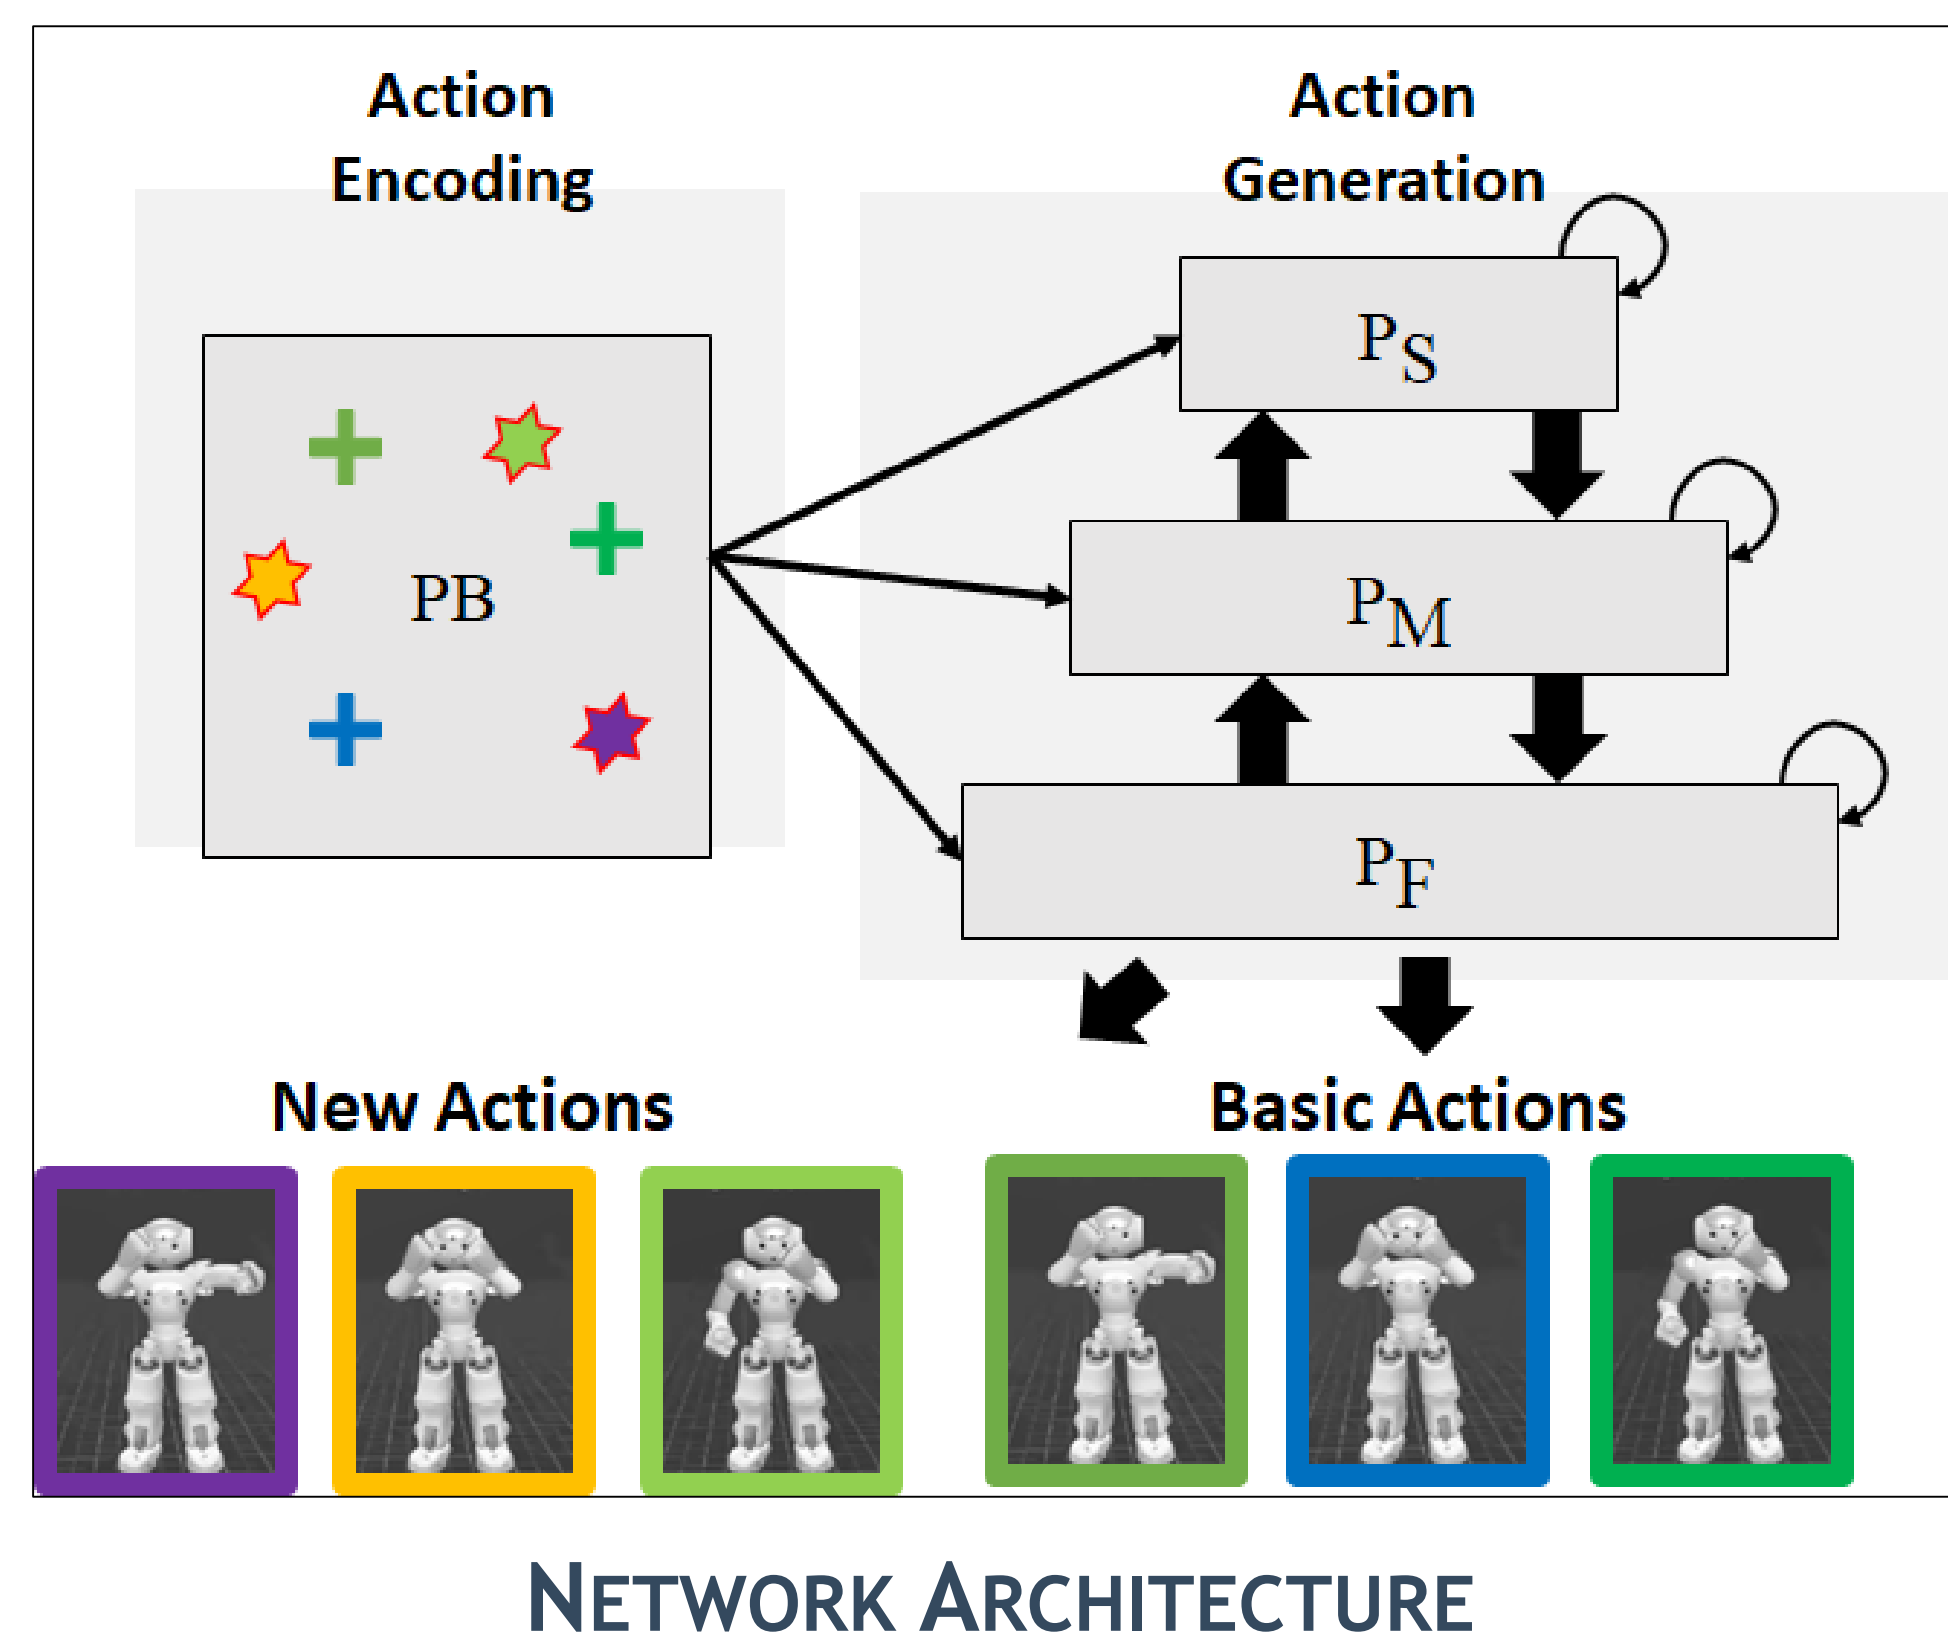 Action
Encoding
Action
Generation
PB
PS
PM
PF
New Actions
Basic Actions
NETWORK ARCHITECTURE